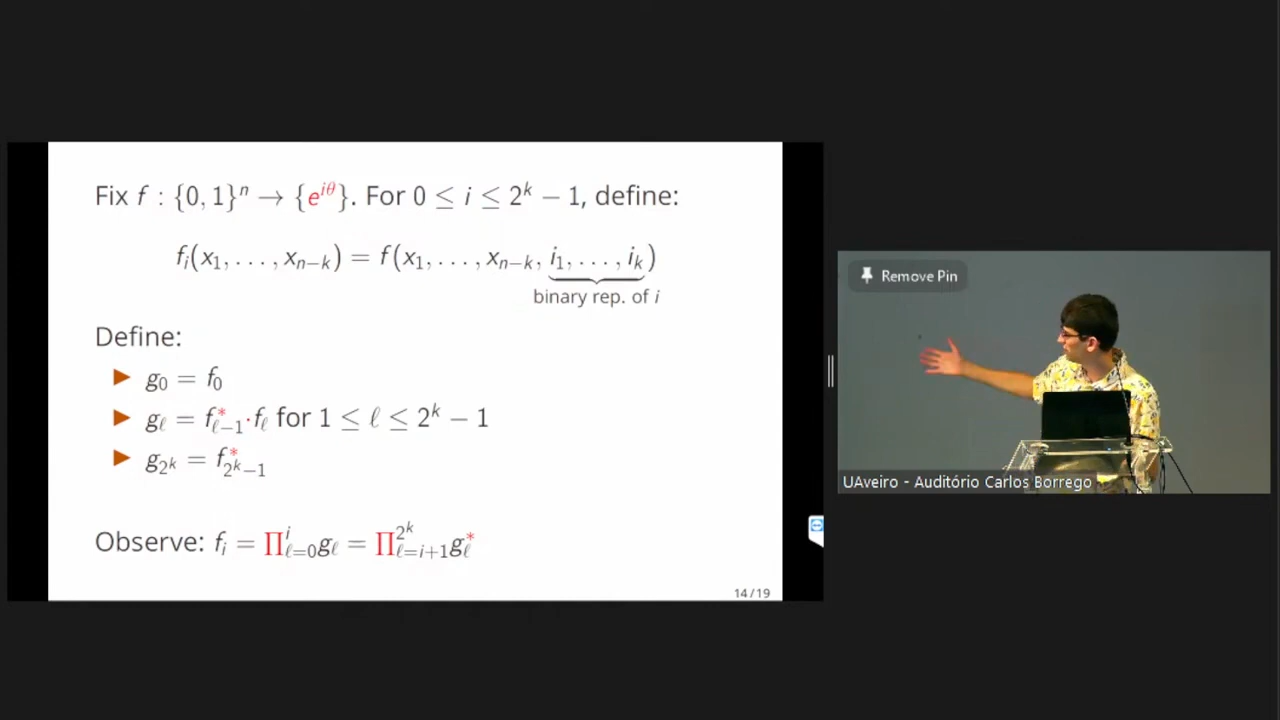 Fix f : {0, 1}ⁿ → {e^{iθ}}. For 0 ≤ i ≤ 2^k − 1, define:
f_i(x_1, . . . , x_{n−k}) = f(x_1, . . . , x_{n−k}, i_1, . . . , i_k)
binary rep. of i
Define:
▶ g_0 = f_0
▶ g_ℓ = f*_{ℓ−1} · f_ℓ for 1 ≤ ℓ ≤ 2^k − 1
▶ g_{2^k} = f*_{2^k−1}
Observe: f_i = ∏^i_{ℓ=0} g_ℓ = ∏^{2^k}_{ℓ=i+1} g*_ℓ
14 / 19
Remove Pin
UAveiro - Auditório Carlos Borrego